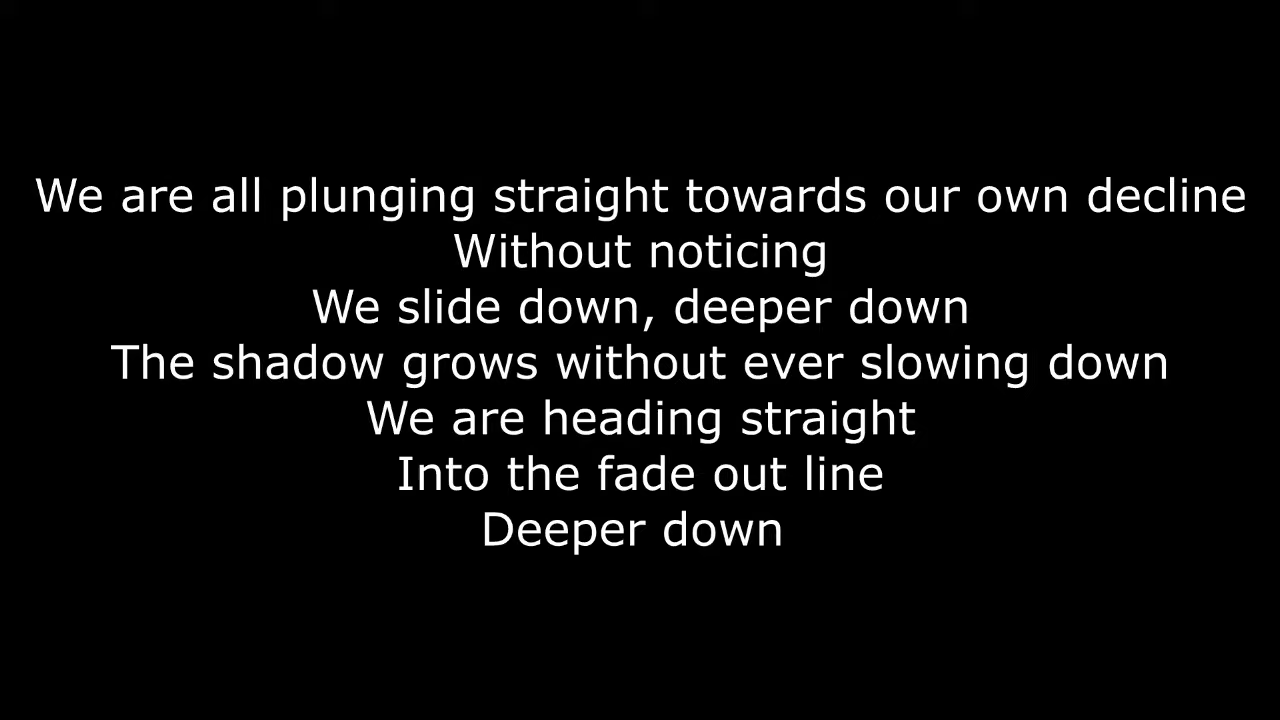 We are all plunging straight towards our own decline
Without noticing
We slide down, deeper down
The shadow grows without ever slowing down
We are heading straight
Into the fade out line
Deeper down